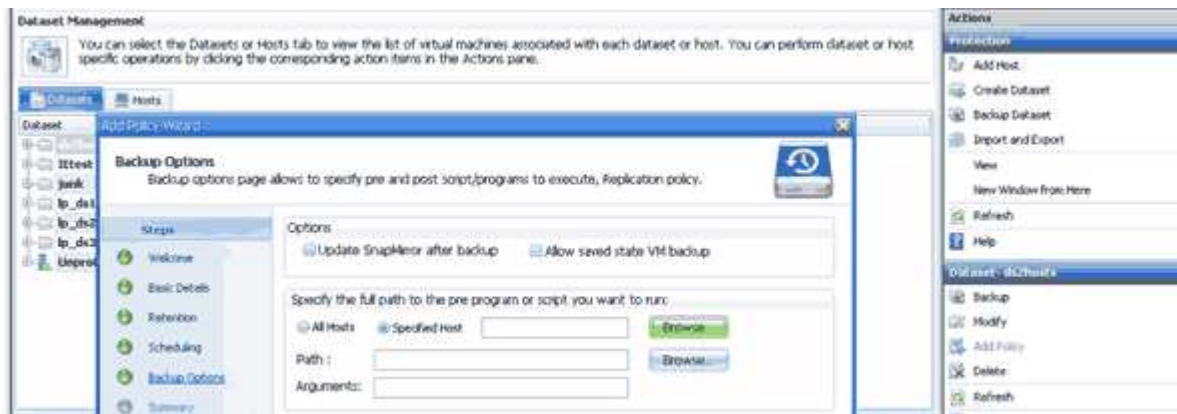 Dataset Management
You can select the Datasets or Hosts tab to view the list of virtual machines associated with each dataset or host. You can perform dataset or host
specific operations by clicking the corresponding action items in the Actions pane.
Datasets
Hosts
Dataset
ITtest
junk
lp_ds1
lp_ds2
lp_ds3
Unpro
Add Policy Wizard
Backup Options
Backup options page allows to specify pre and post script/programs to execute, Replication policy.
Steps
Welcome
Basic Details
Retention
Scheduling
Backup Options
Summary
Options
Update SnapMirror after backup
Allow saved state VM backup
Specify the full path to the pre program or script you want to run:
All Hosts
Specified Host
Browse
Path :
Browse...
Arguments:
Actions
Protection
Add Host
Create Dataset
Backup Dataset
Import and Export
View
New Window from Here
Refresh
Help
Dataset- ds2hosts
Backup
Modify
Add Policy
Delete
Refresh